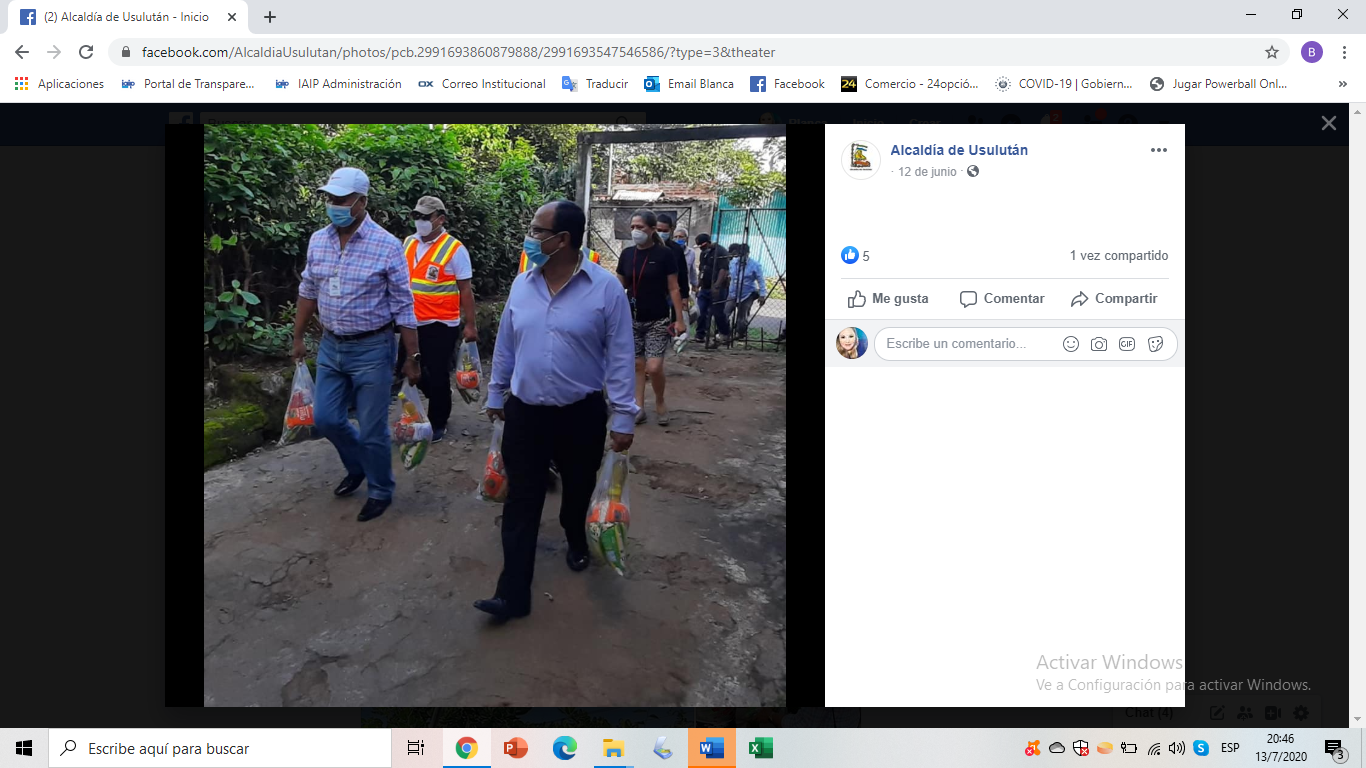 (2) Alcaldía de Usulután - Inicio
facebook.com/AlcaldiaUsulutan/photos/pcb.2991693860879888/2991693547546586/?type=3&theater
B
Aplicaciones
Portal de Transpare...
IAIP Administración
Correo Institucional
Traducir
Email Blanca
Facebook
24
Comercio - 24opció...
COVID-19 | Gobiern...
Jugar Powerball Onl...
»
Alcaldía de Usulután
· 12 de junio ·
5
1 vez compartido
Me gusta
Comentar
Compartir
Escribe un comentario...
GIF
Activar Windows
Ve a Configuración para activar Windows.
Chat (4)
Escribe aquí para buscar
ESP
20:46
13/7/2020
3